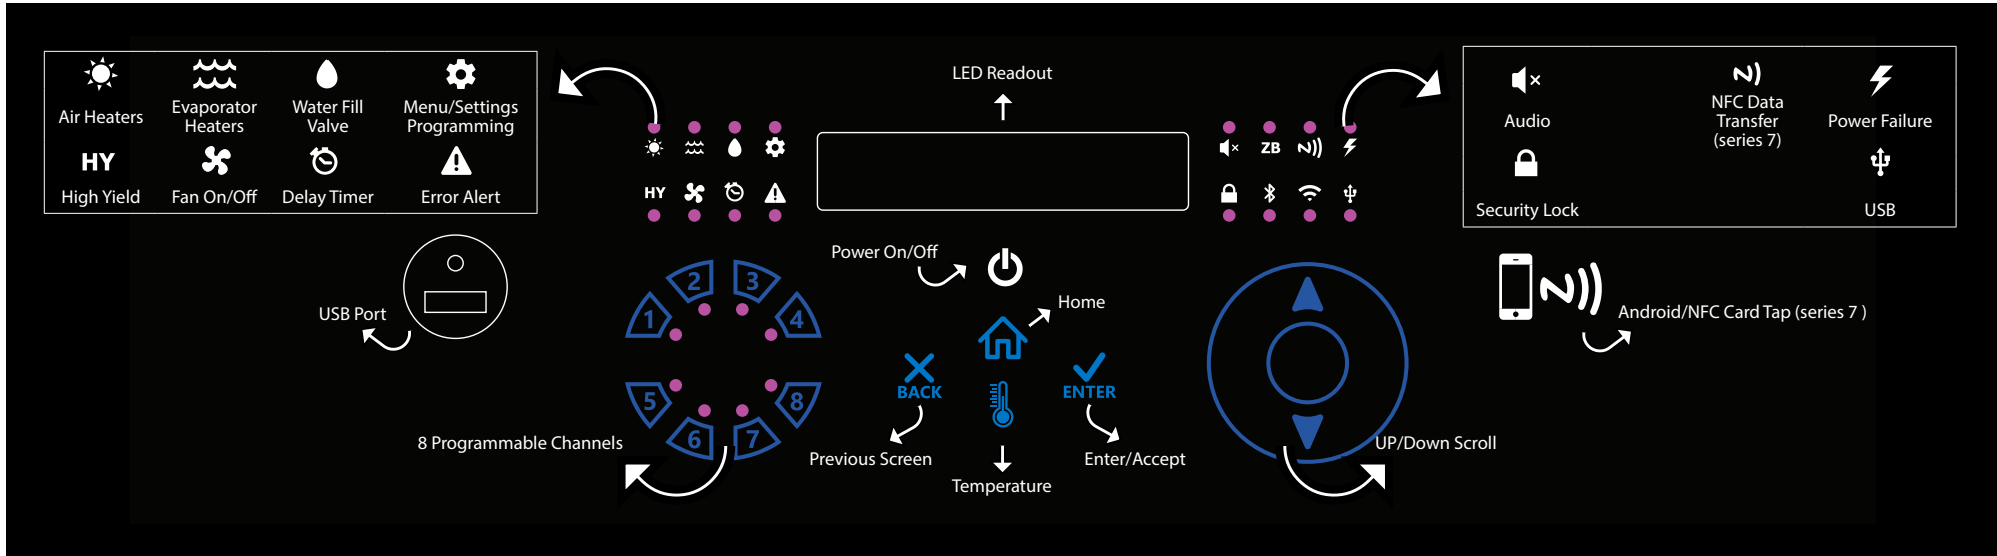 LED Readout
Air Heaters
Evaporator
Heaters
Water Fill
Valve
Menu/Settings
Programming
HY
High Yield
Fan On/Off
Delay Timer
Error Alert
HY
ZB
Audio
NFC Data
Transfer
(series 7)
Power Failure
Security Lock
USB
USB Port
Power On/Off
Home
1
2
3
4
5
6
7
8
BACK
ENTER
8 Programmable Channels
Previous Screen
Temperature
Enter/Accept
UP/Down Scroll
Android/NFC Card Tap (series 7 )